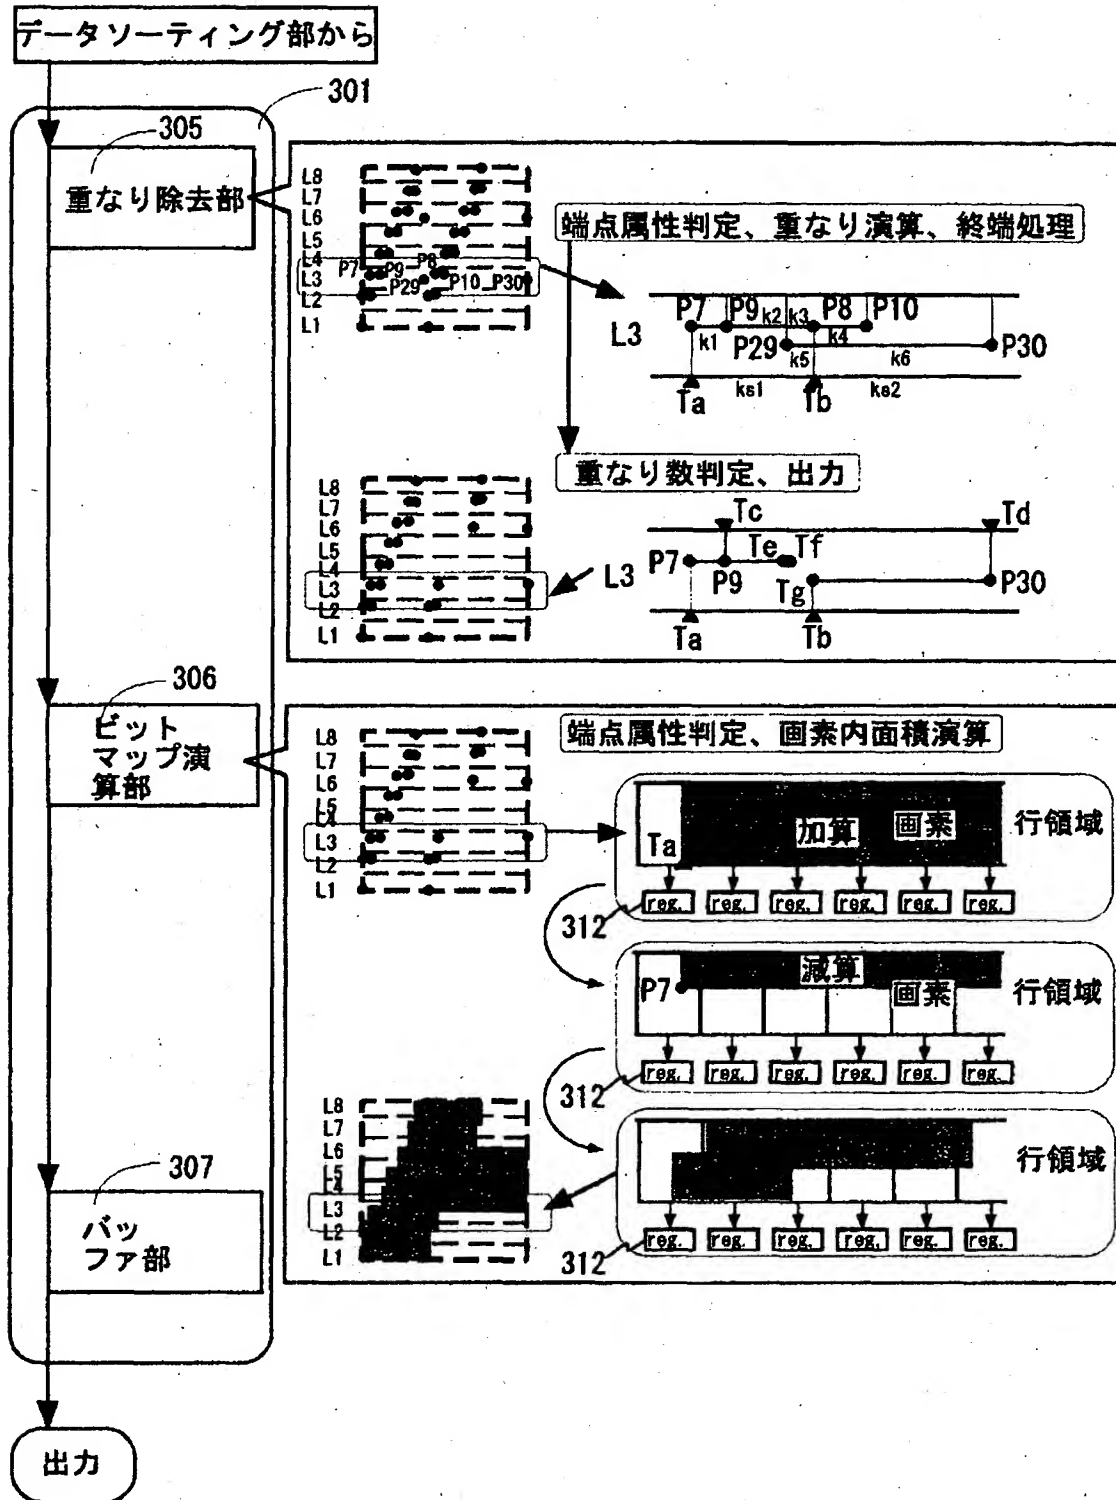 データソーティング部から
301
305
重なり除去部
L8
L7
L6
L5
L4
L3
L2
L1
P7 P9 P8
P29 P10 P30
端点属性判定、重なり演算、終端処理
L3
P7 P9 k2 k3 P8 P10
k1 P29 k5 k4 k6 P30
ks1 ks2
Ta Tb
重なり数判定、出力
L8
L7
L6
L5
L4
L3
L2
L1
L3
Tc Td
P7 P9 Te Tf
Tg P30
Ta Tb
306
ビット
マップ演
算部
L8
L7
L6
L5
L4
L3
L2
L1
端点属性判定、画素内面積演算
Ta 加算 画素 行領域
312 reg. reg. reg. reg. reg. reg.
P7 減算 画素 行領域
312 reg. reg. reg. reg. reg. reg.
行領域
312 reg. reg. reg. reg. reg. reg.
L8
L7
L6
L5
L4
L3
L2
L1
307
バッ
ファ部
出力